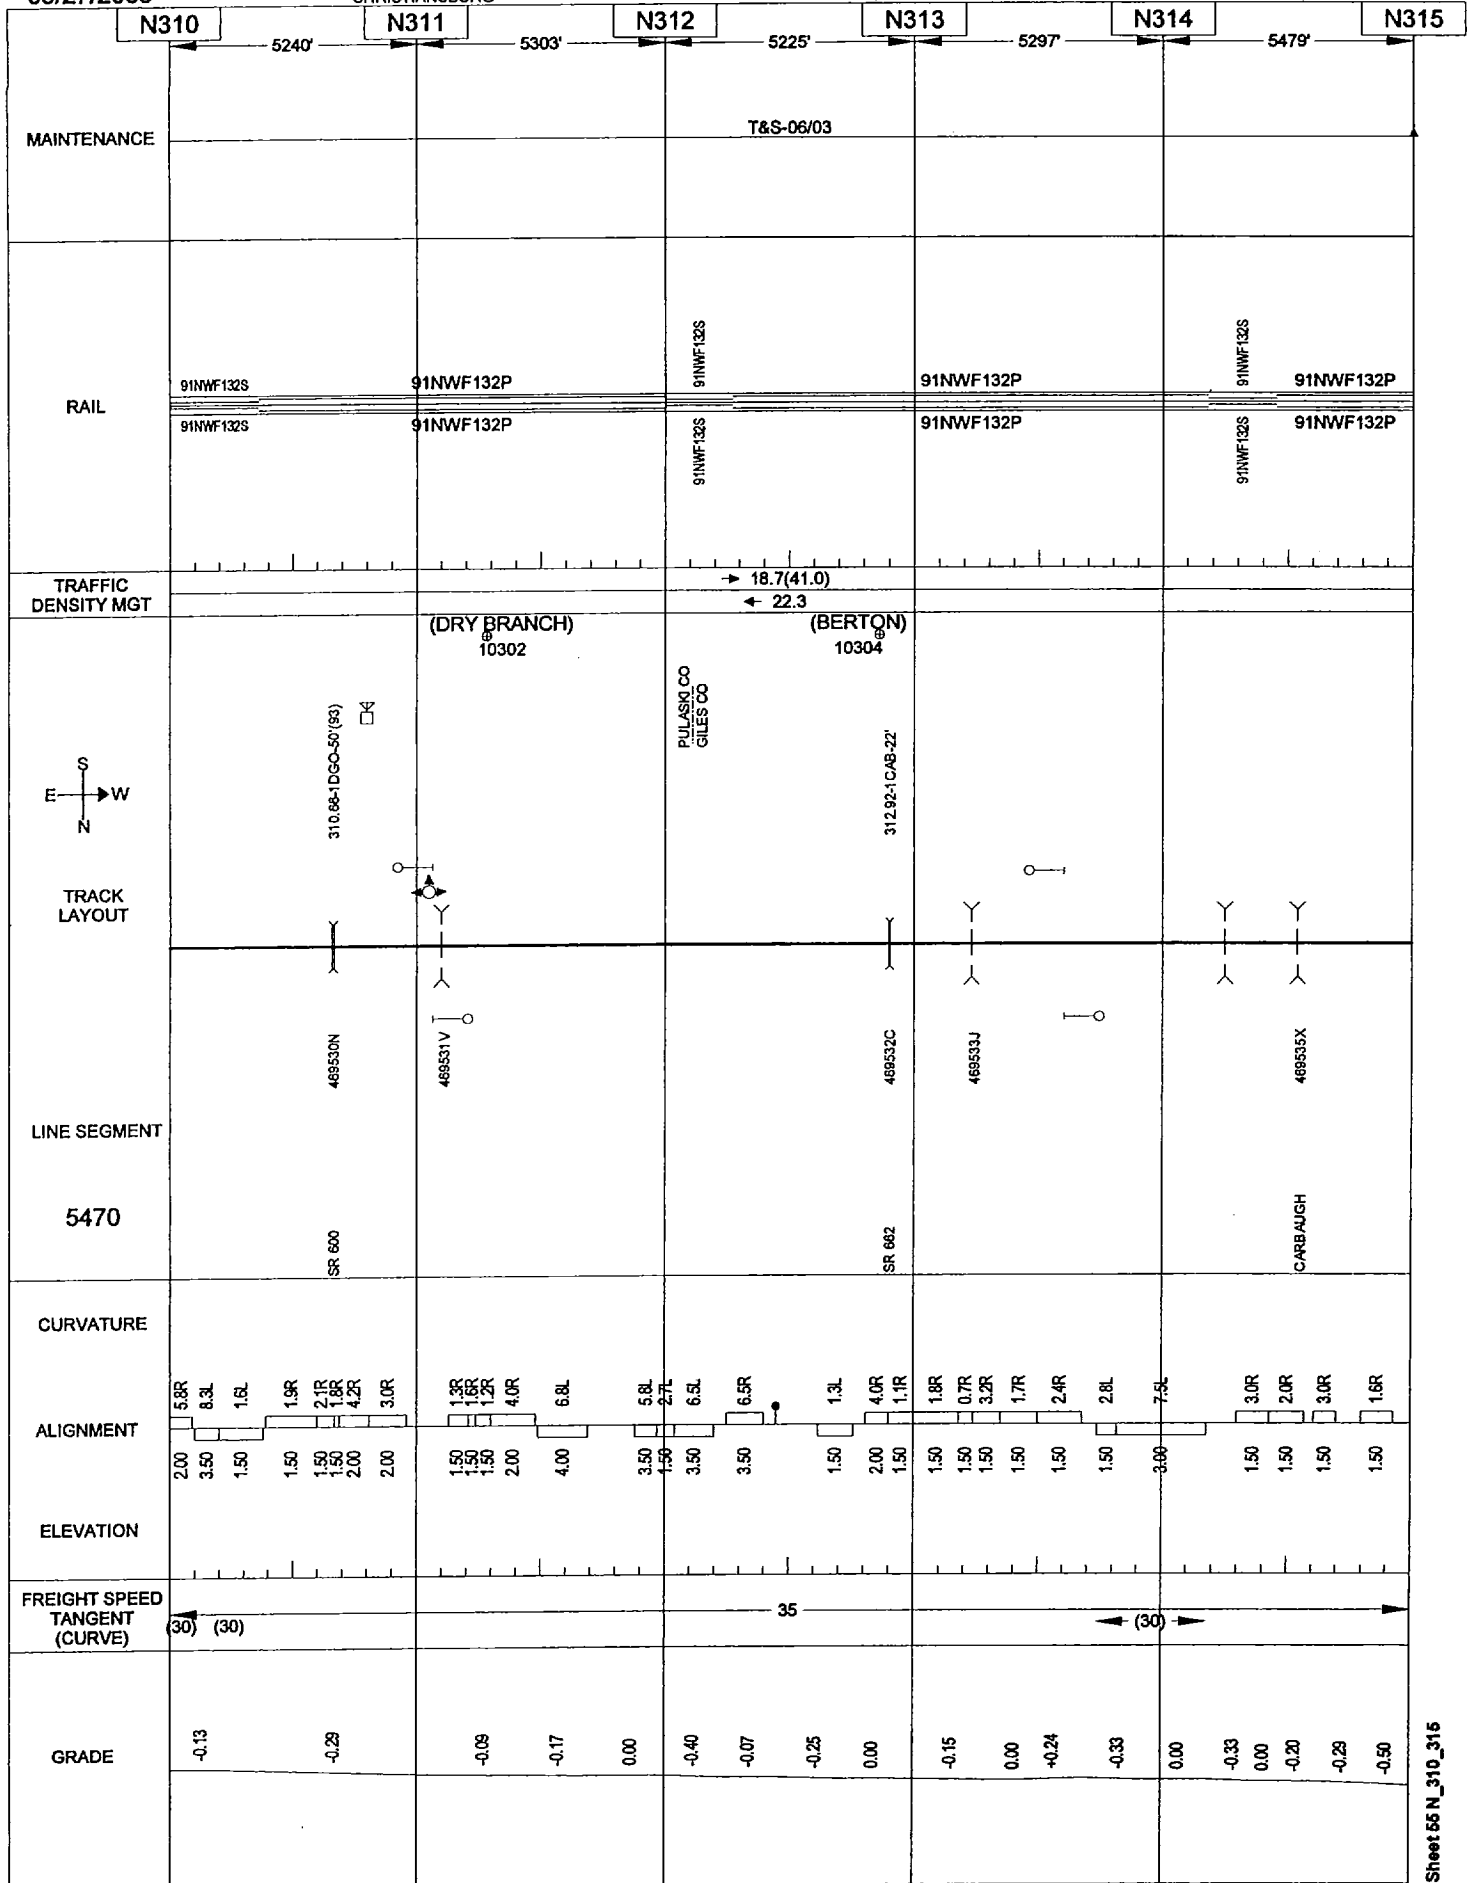 N310 N311 N312 N313 N314 N315
5240' 5303' 5225' 5297' 5479'
MAINTENANCE
T&S-06/03
RAIL
91NWF132S 91NWF132P 91NWF132S 91NWF132P 91NWF132S 91NWF132P
91NWF132S 91NWF132P 91NWF132S 91NWF132P 91NWF132S 91NWF132P
TRAFFIC
DENSITY MGT
18.7(41.0)
22.3
(DRY BRANCH)
10302
(BERTON)
10304
310.68-1DGO-50'(93)
PULASKI CO
GILES CO
312.92-1CAB-22'
S
E W
N
TRACK
LAYOUT
469530N 469531V 469532C 469533J 469535X
LINE SEGMENT
5470
SR 600 SR 682 CARBAUGH
CURVATURE
5.8R 8.3L 1.6L 1.9R 2.1R 1.8R 4.2R 3.0R 1.3R 1.6R 1.2R 4.0R 6.8L 5.8L 2.7L 6.5L 6.5R 1.3L 4.0R 1.1R 1.8R 0.7R 3.2R 1.7R 2.4R 2.8L 7.5L 3.0R 2.0R 3.0R 1.6R
ALIGNMENT
2.00 3.50 1.50 1.50 1.50 1.50 2.00 2.00 1.50 1.50 1.50 2.00 4.00 3.50 1.50 3.50 3.50 1.50 2.00 1.50 1.50 1.50 1.50 1.50 1.50 1.50 3.00 1.50 1.50 1.50 1.50
ELEVATION
FREIGHT SPEED
TANGENT
(CURVE)
35
(30) (30) (30)
GRADE
-0.13 -0.29 -0.09 -0.17 0.00 -0.40 -0.07 -0.25 0.00 -0.15 0.00 +0.24 -0.33 0.00 -0.33 0.00 -0.20 -0.29 -0.50
Sheet 55 N_310_315